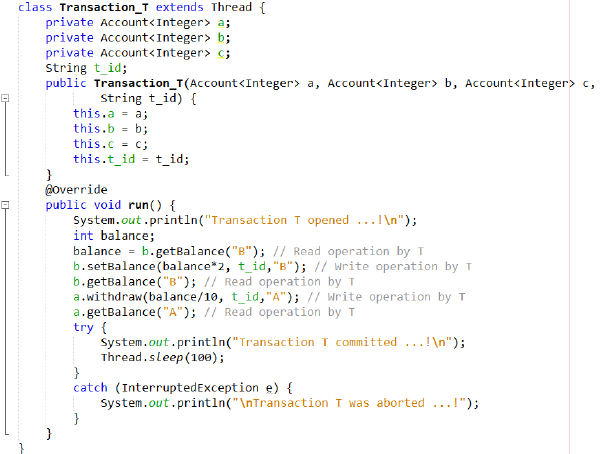 class Transaction_T extends Thread {
    private Account<Integer> a;
    private Account<Integer> b;
    private Account<Integer> c;
    String t_id;
    public Transaction_T(Account<Integer> a, Account<Integer> b, Account<Integer> c,
            String t_id) {
        this.a = a;
        this.b = b;
        this.c = c;
        this.t_id = t_id;
    }
    @Override
    public void run() {
        System.out.println("Transaction T opened ...!\n");
        int balance;
        balance = b.getBalance("B"); // Read operation by T
        b.setBalance(balance*2, t_id,"B"); // Write operation by T
        b.getBalance("B"); // Read operation by T
        a.withdraw(balance/10, t_id,"A"); // Write operation by T
        a.getBalance("A"); // Read operation by T
        try {
            System.out.println("Transaction T committed ...!\n");
            Thread.sleep(100);
        }
        catch (InterruptedException e) {
            System.out.println("\nTransaction T was aborted ...!");
        }
    }
}